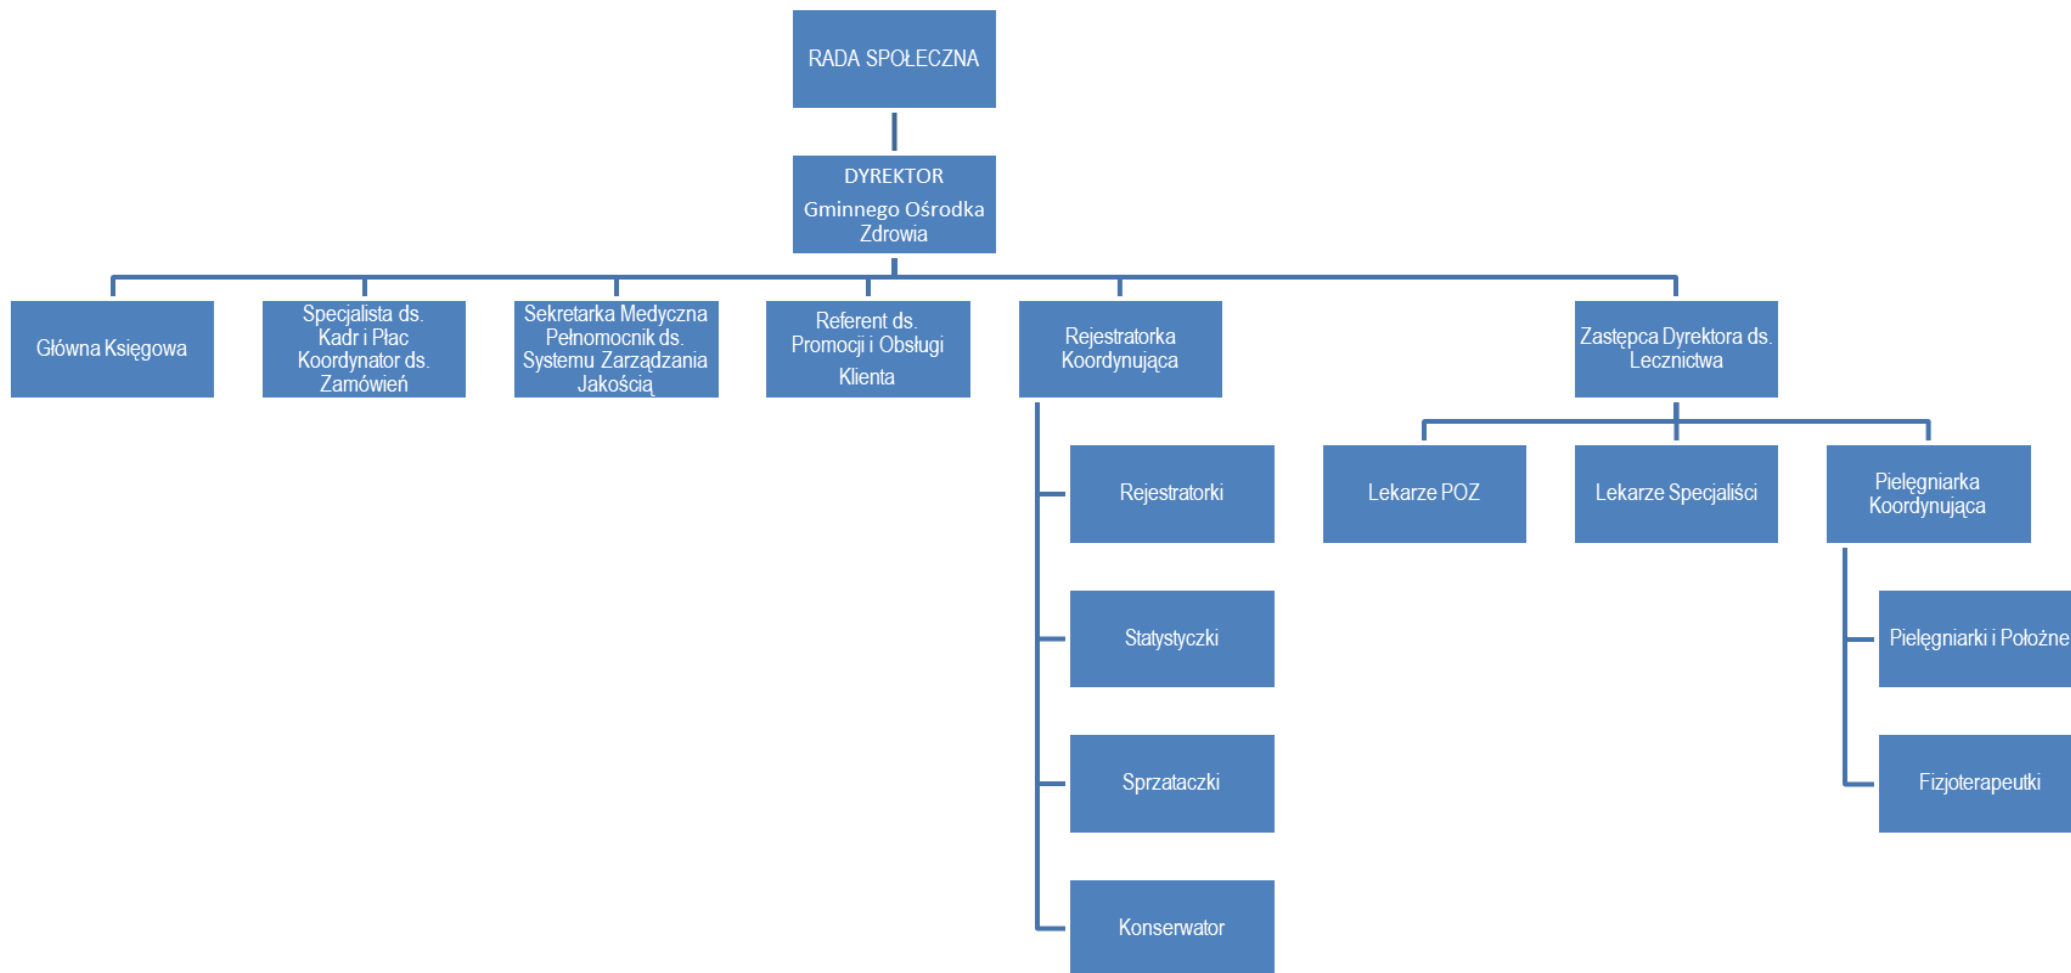 RADA SPOŁECZNA
DYREKTOR
Gminnego Ośrodka
Zdrowia
Główna Księgowa
Specjalista ds.
Kadr i Płac
Koordynator ds.
Zamówień
Sekretarka Medyczna
Pełnomocnik ds.
Systemu Zarządzania
Jakością
Referent ds.
Promocji i Obsługi
Klienta
Rejestratorka
Koordynująca
Zastępca Dyrektora ds.
Lecznictwa
Rejestratorki
Statystyczki
Sprzataczki
Konserwator
Lekarze POZ
Lekarze Specjaliści
Pielęgniarka
Koordynująca
Pielęgniarki i Położne
Fizjoterapeutki